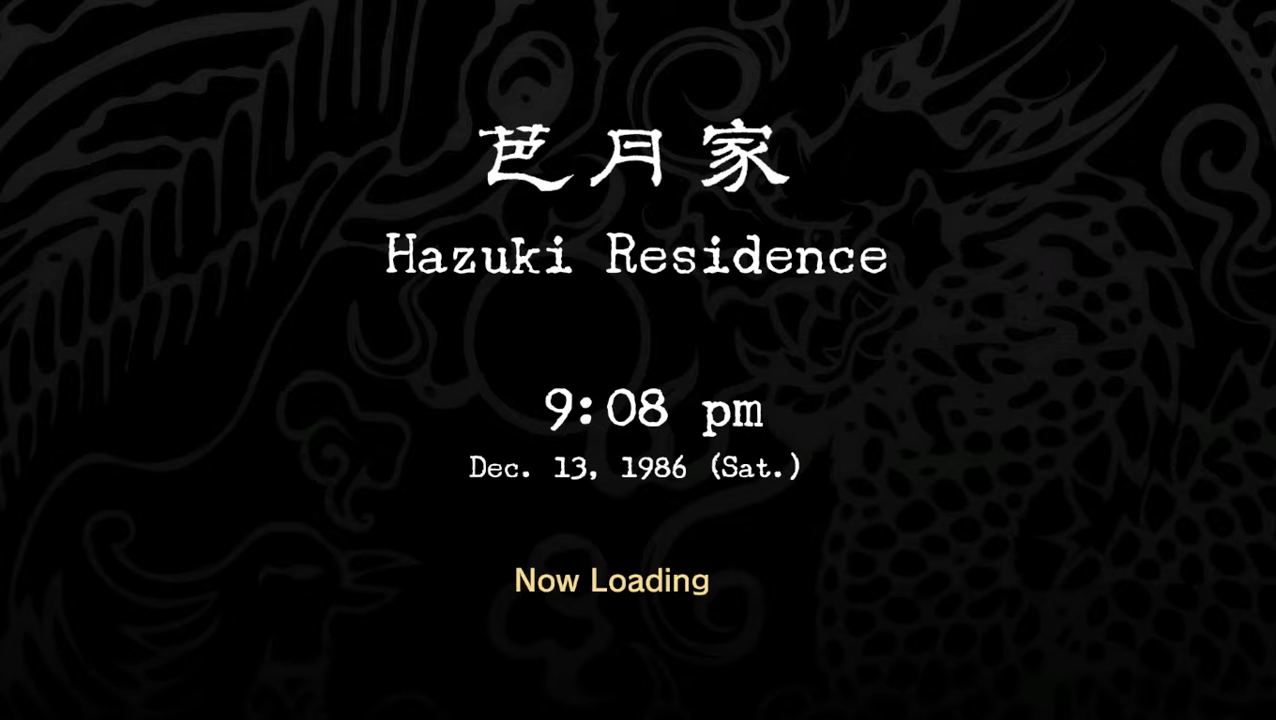 芭月家
Hazuki Residence
9:08 pm
Dec. 13, 1986 (Sat.)
Now Loading